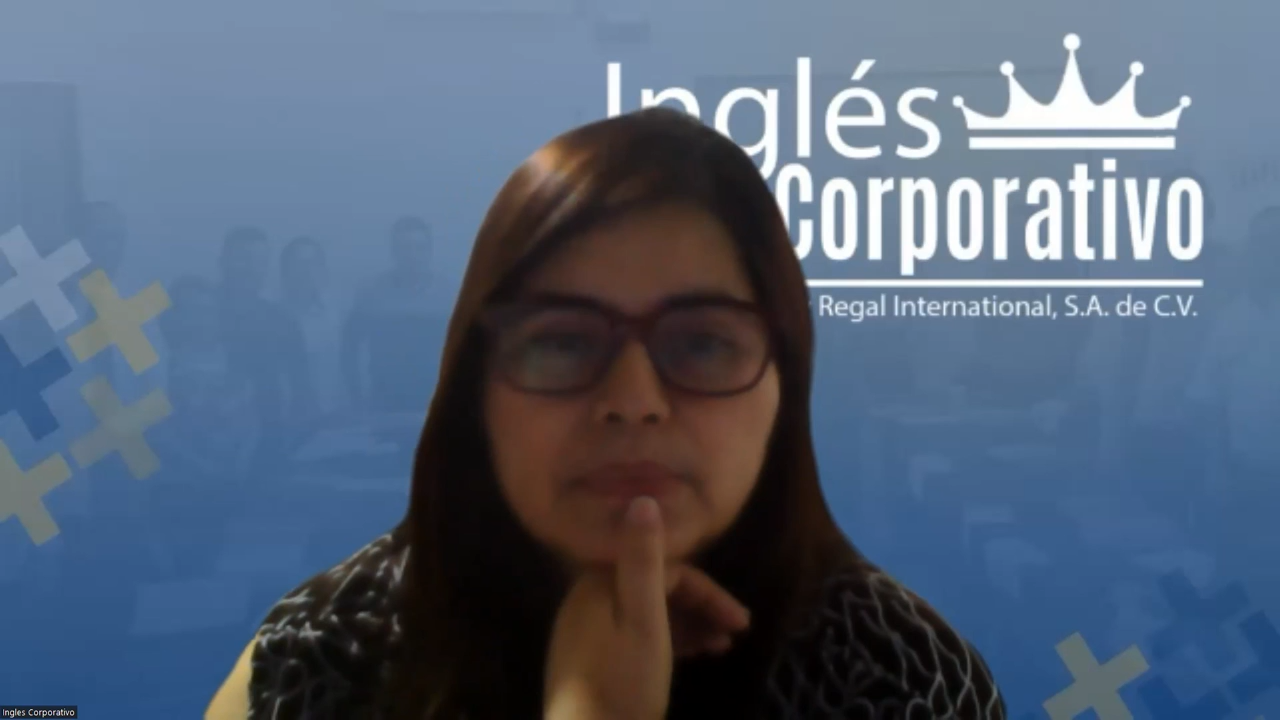 Inglés
Corporativo
Regal International, S.A. de C.V.
Ingles Corporativo